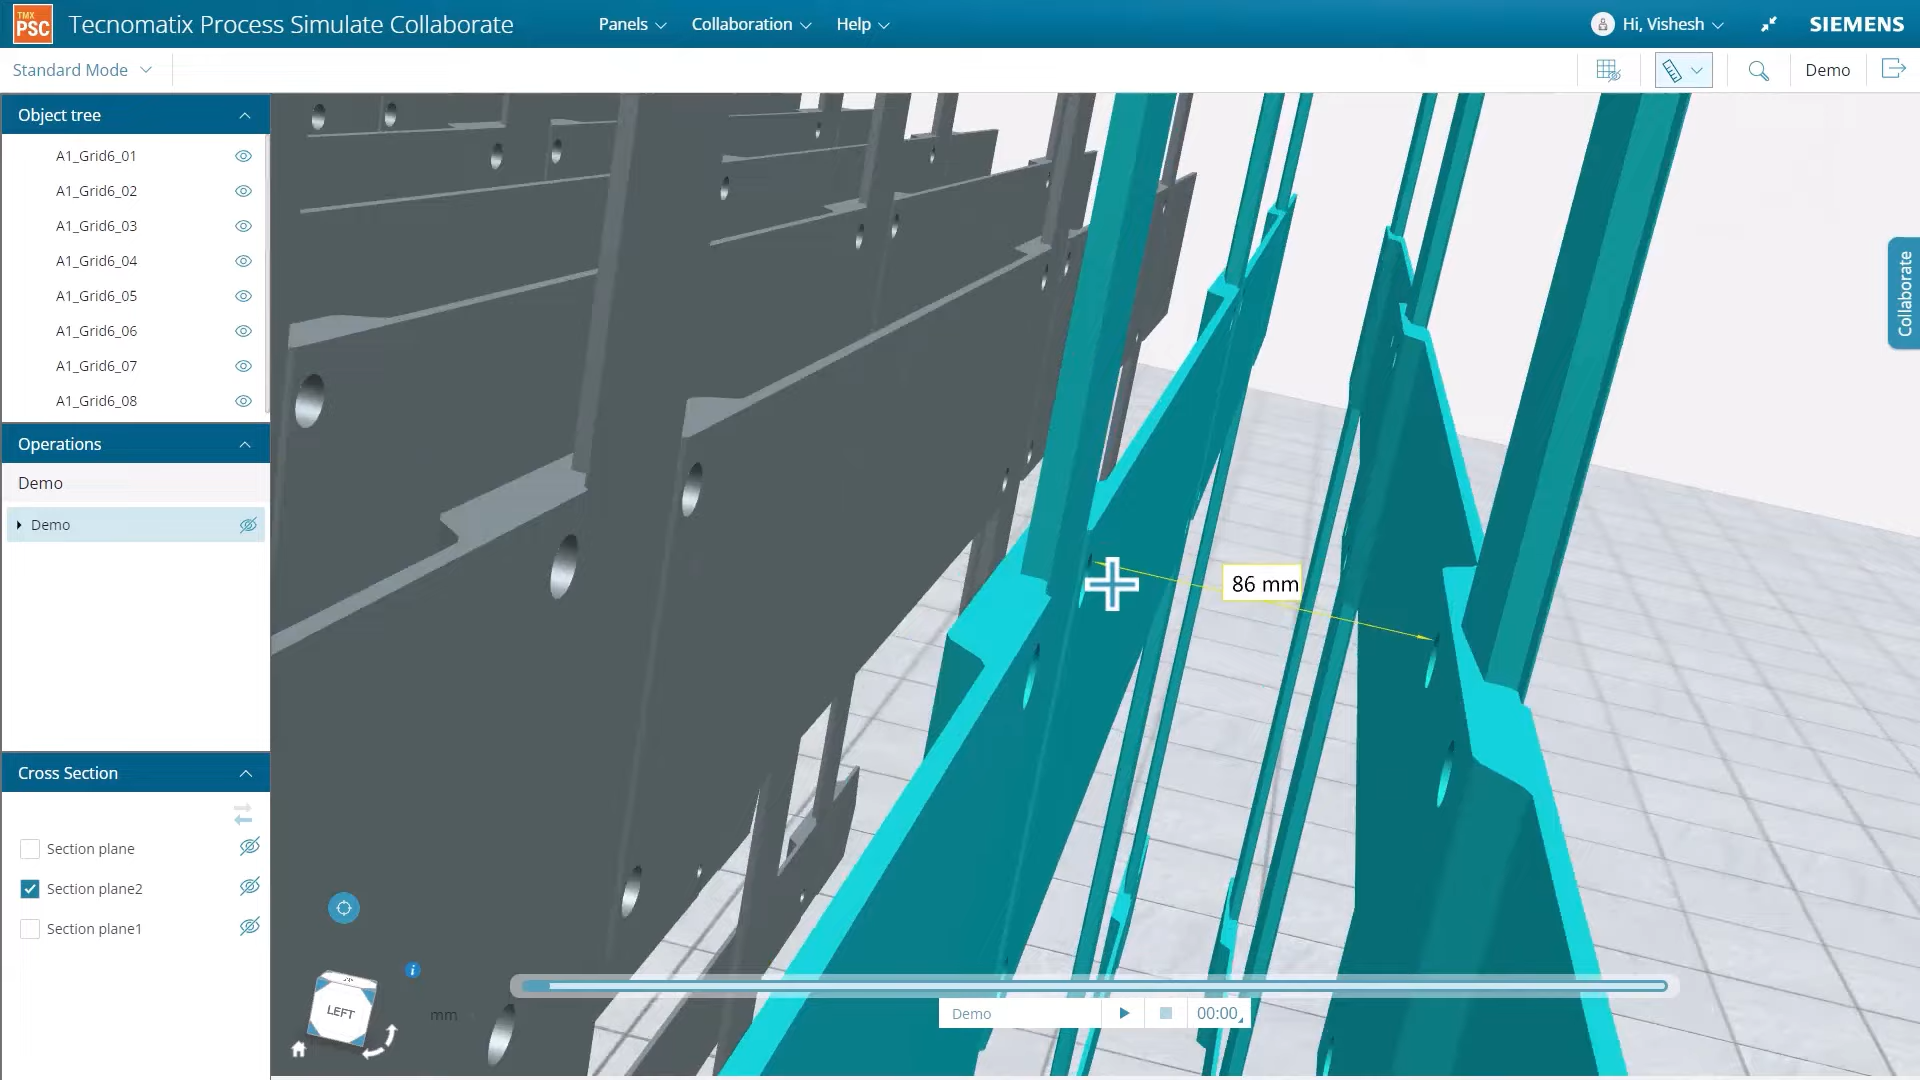 TMX
PSC
Tecnomatix Process Simulate Collaborate
Panels
Collaboration
Help
Hi, Vishesh
SIEMENS
Standard Mode
Demo
Object tree
A1_Grid6_01
A1_Grid6_02
A1_Grid6_03
A1_Grid6_04
A1_Grid6_05
A1_Grid6_06
A1_Grid6_07
A1_Grid6_08
Collaborate
Operations
Demo
Demo
86 mm
Cross Section
Section plane
Section plane2
Section plane1
LEFT
mm
Demo
00:00